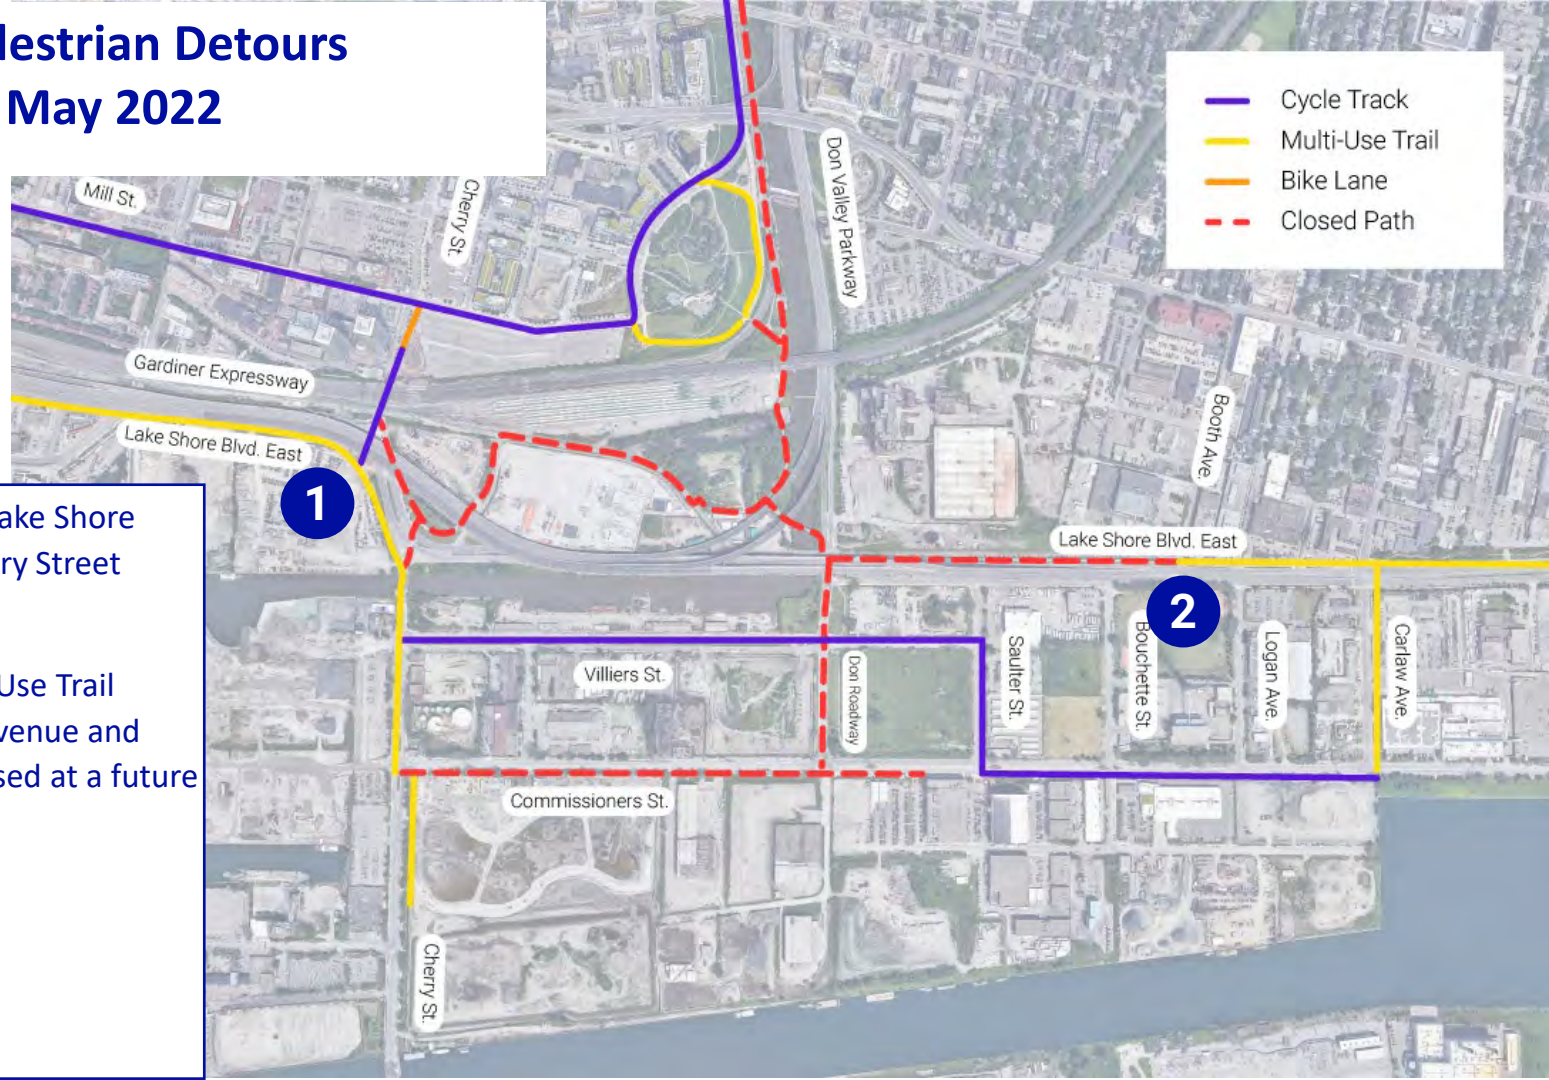 lestrian Detours
May 2022
Cycle Track
Multi-Use Trail
Bike Lane
Closed Path
Mill St.
Cherry St.
Don Valley Parkway
Gardiner Expressway
Booth Ave.
Lake Shore Blvd. East
1
ake Shore
ry Street
Use Trail
venue and
sed at a future
Lake Shore Blvd. East
2
Villiers St.
Don Roadway
Saulter St.
Bouchette St.
Logan Ave.
Carlaw Ave.
Commissioners St.
Cherry St.